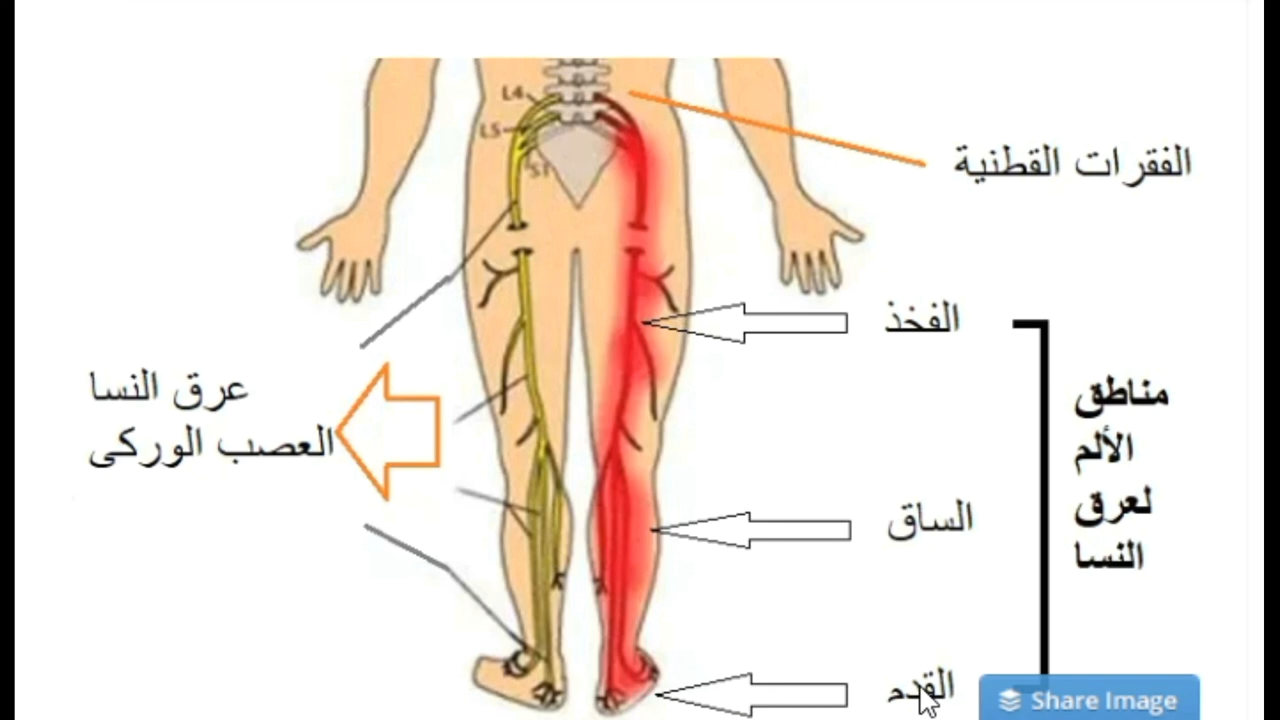 L4
L5
S1
الفقرات القطنية
الفخذ
عرق النسا
العصب الوركى
مناطق
الألم
لعرق
النسا
الساق
القدم
Share Image